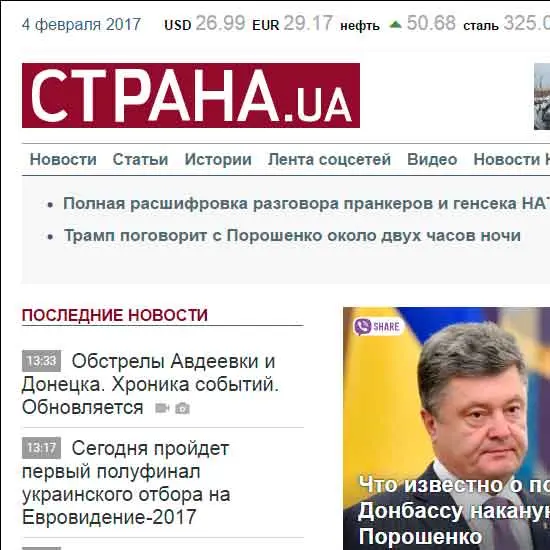 4 февраля 2017 USD 26.99 EUR 29.17 нефть 50.68 сталь 325.0
СТРАНА.UA
Новости Статьи Истории Лента соцсетей Видео Новости
Полная расшифровка разговора пранкеров и генсека НАТ
Трамп поговорит с Порошенко около двух часов ночи
ПОСЛЕДНИЕ НОВОСТИ
13:33 Обстрелы Авдеевки и
Донецка. Хроника событий.
Обновляется
13:17 Сегодня пройдет
первый полуфинал
украинского отбора на
Евровидение-2017
SHARE
Что известно о по
Донбассу накану
Порошенко